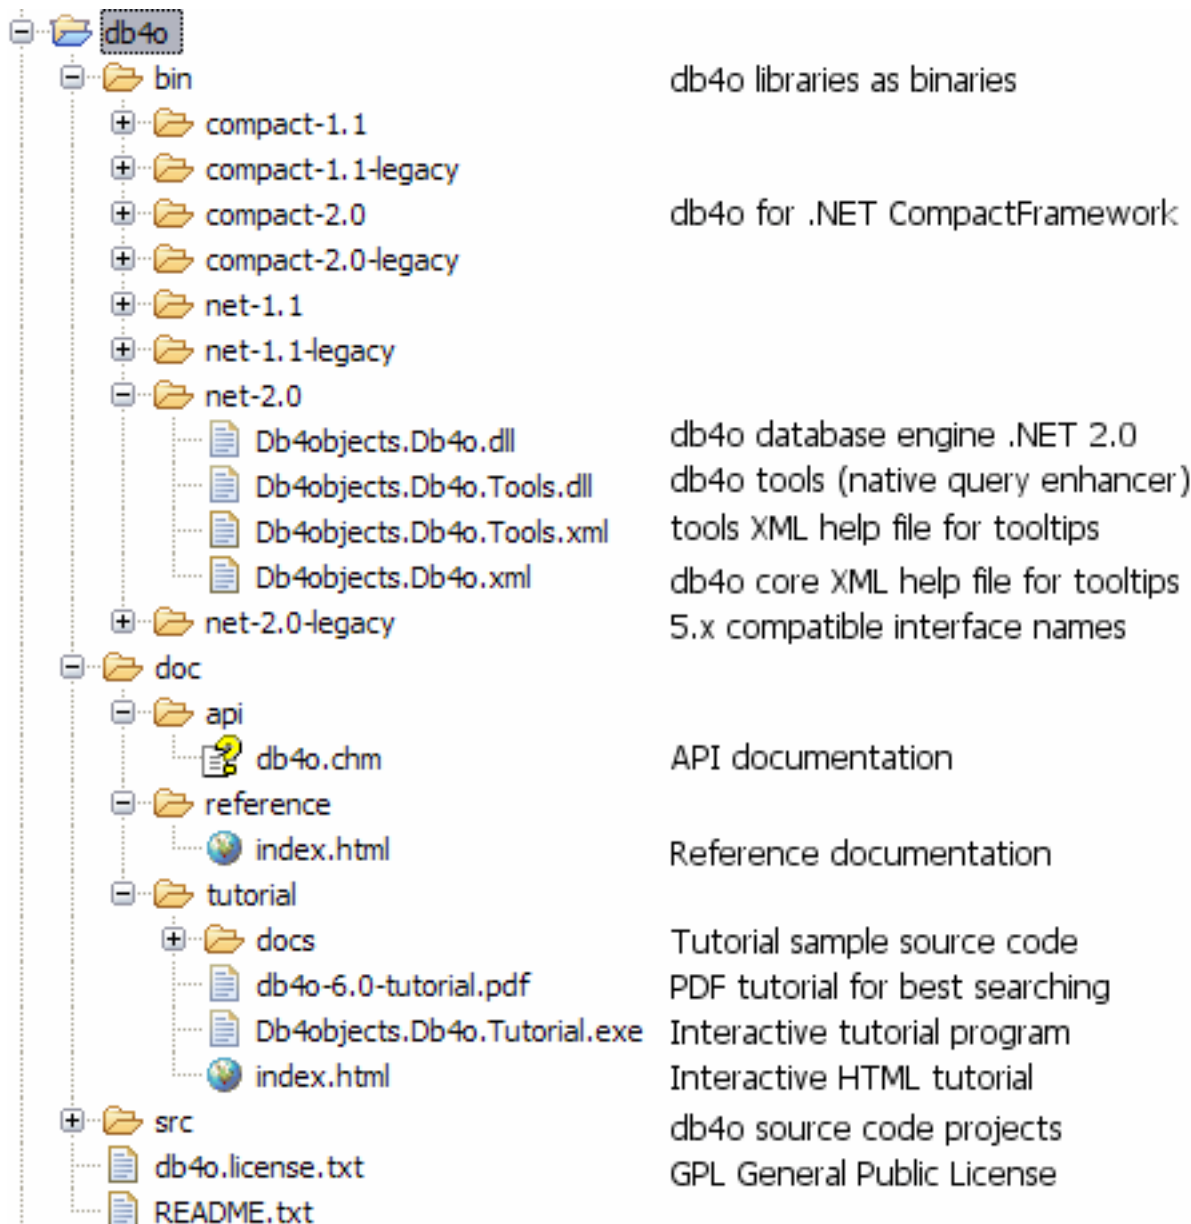 db4o
bin db4o libraries as binaries
compact-1.1
compact-1.1-legacy
compact-2.0 db4o for .NET CompactFramework
compact-2.0-legacy
net-1.1
net-1.1-legacy
net-2.0
Db4objects.Db4o.dll db4o database engine .NET 2.0
Db4objects.Db4o.Tools.dll db4o tools (native query enhancer)
Db4objects.Db4o.Tools.xml tools XML help file for tooltips
Db4objects.Db4o.xml db4o core XML help file for tooltips
net-2.0-legacy 5.x compatible interface names
doc
api
db4o.chm API documentation
reference
index.html Reference documentation
tutorial
docs Tutorial sample source code
db4o-6.0-tutorial.pdf PDF tutorial for best searching
Db4objects.Db4o.Tutorial.exe Interactive tutorial program
index.html Interactive HTML tutorial
src db4o source code projects
db4o.license.txt GPL General Public License
README.txt